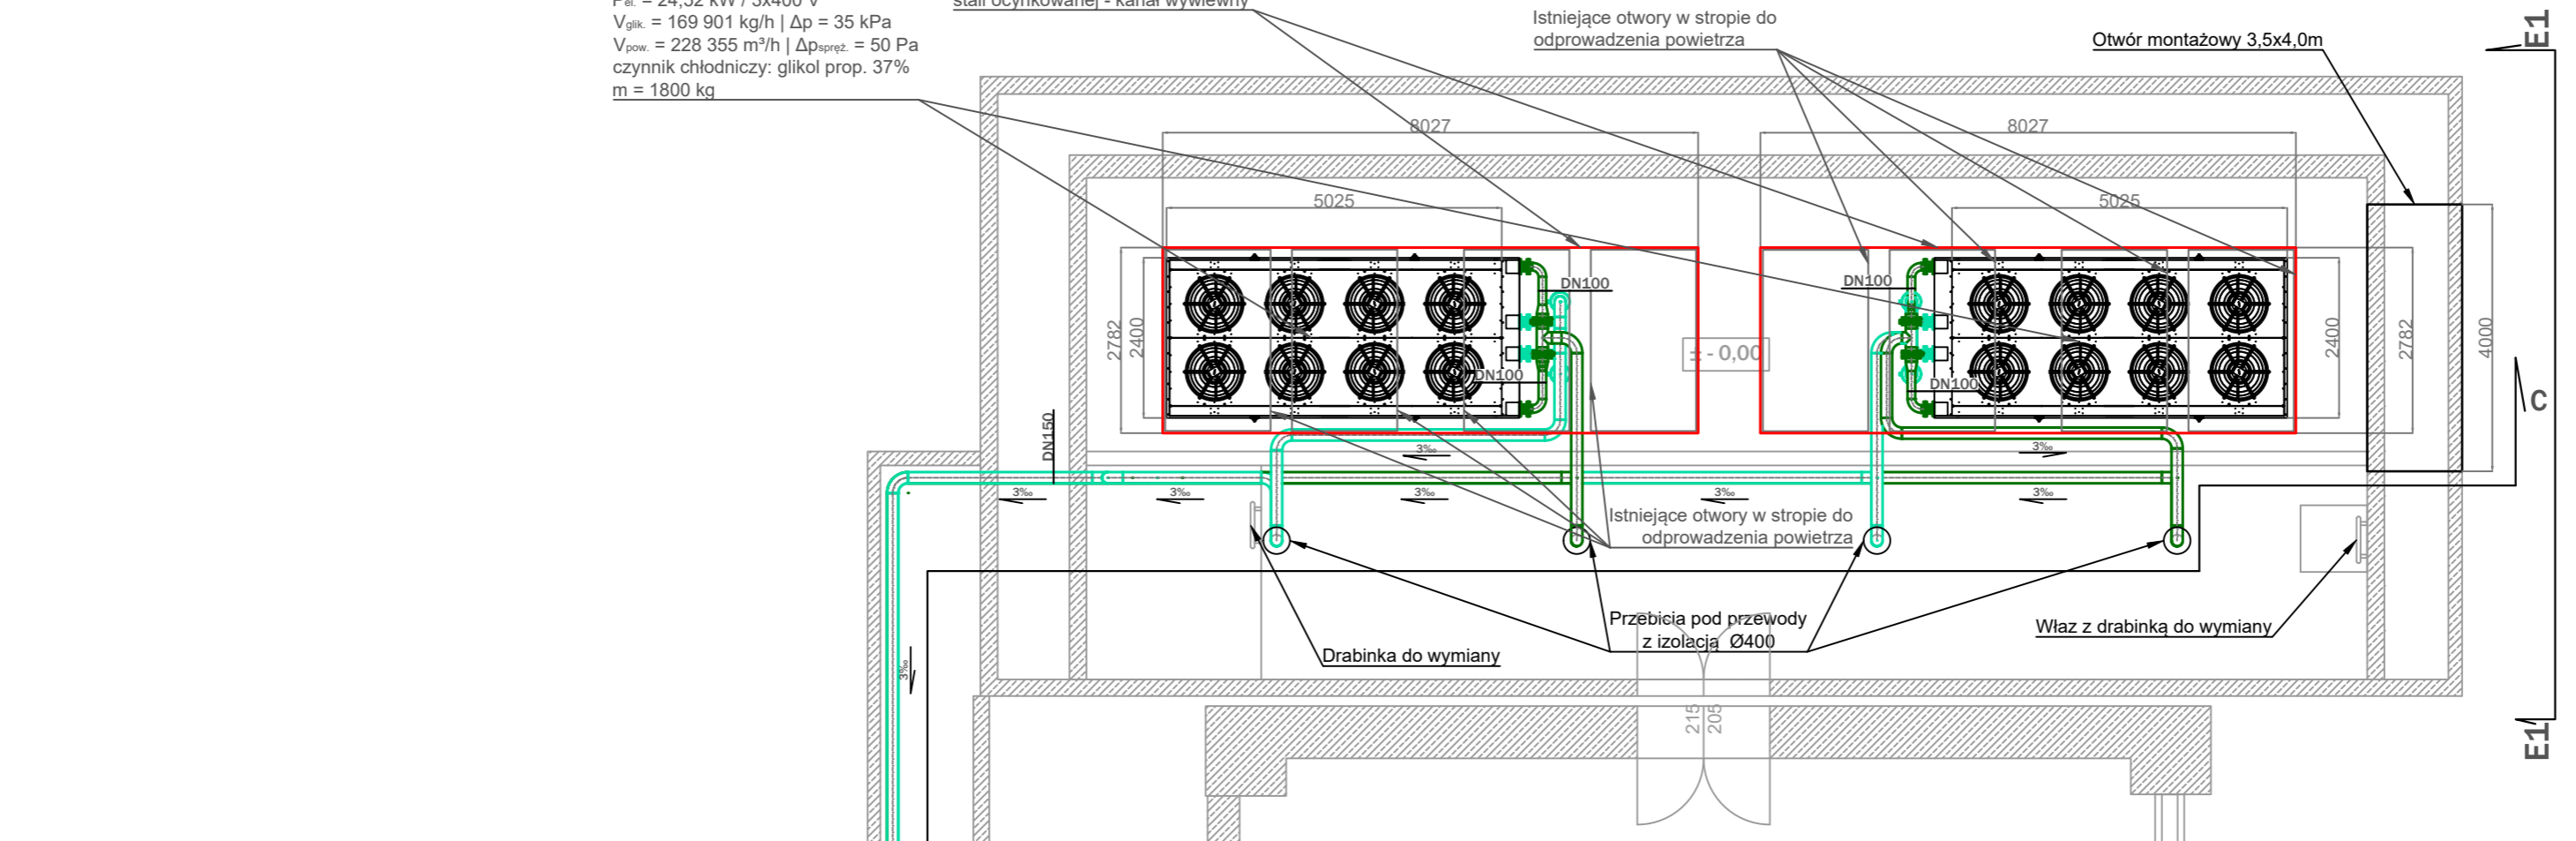 Pel. = 24,52 kW / 3x400 V
Vglik. = 169 901 kg/h | Δp = 35 kPa
Vpow. = 228 355 m³/h | Δpspręż. = 50 Pa
czynnik chłodniczy: glikol prop. 37%
m = 1800 kg
stali ocynkowanej - kanał wywiewny
Istniejące otwory w stropie do
odprowadzenia powietrza
Otwór montażowy 3,5x4,0m
E1
8027
8027
5025
5025
DN100
DN100
2782
2400
± - 0,00
2400
2782
4000
DN100
DN100
C
DN150
3‰
3‰
3‰
3‰
3‰
3‰
3‰
Istniejące otwory w stropie do
odprowadzenia powietrza
Przebicia pod przewody
z izolacją Ø400
Właz z drabinką do wymiany
Drabinka do wymiany
3‰
215
205
E1